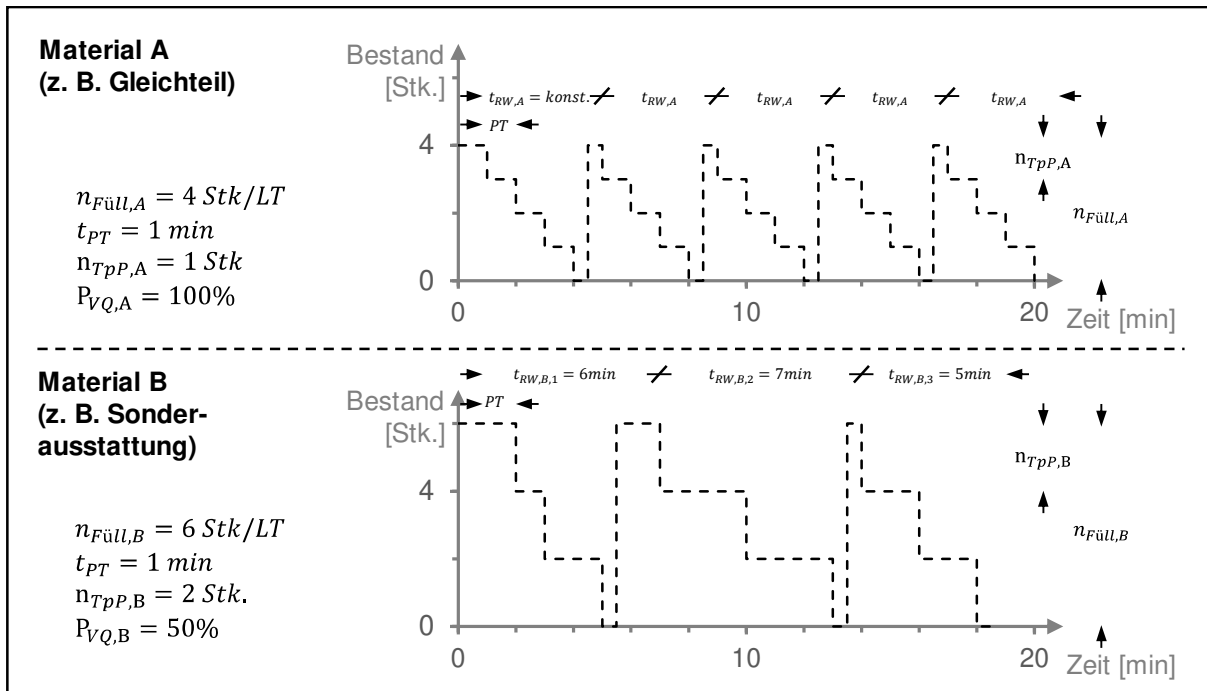 Material A
(z. B. Gleichteil)
n_Füll,A = 4 Stk/LT
t_PT = 1 min
n_TpP,A = 1 Stk
P_VQ,A = 100%
Bestand
[Stk.]
t_RW,A = konst.
t_RW,A
t_RW,A
t_RW,A
t_RW,A
PT
4
0
n_TpP,A
n_Füll,A
0
10
20
Zeit [min]
Material B
(z. B. Sonder-
ausstattung)
n_Füll,B = 6 Stk/LT
t_PT = 1 min
n_TpP,B = 2 Stk.
P_VQ,B = 50%
Bestand
[Stk.]
t_RW,B,1 = 6min
t_RW,B,2 = 7min
t_RW,B,3 = 5min
PT
4
0
n_TpP,B
n_Füll,B
0
10
20
Zeit [min]